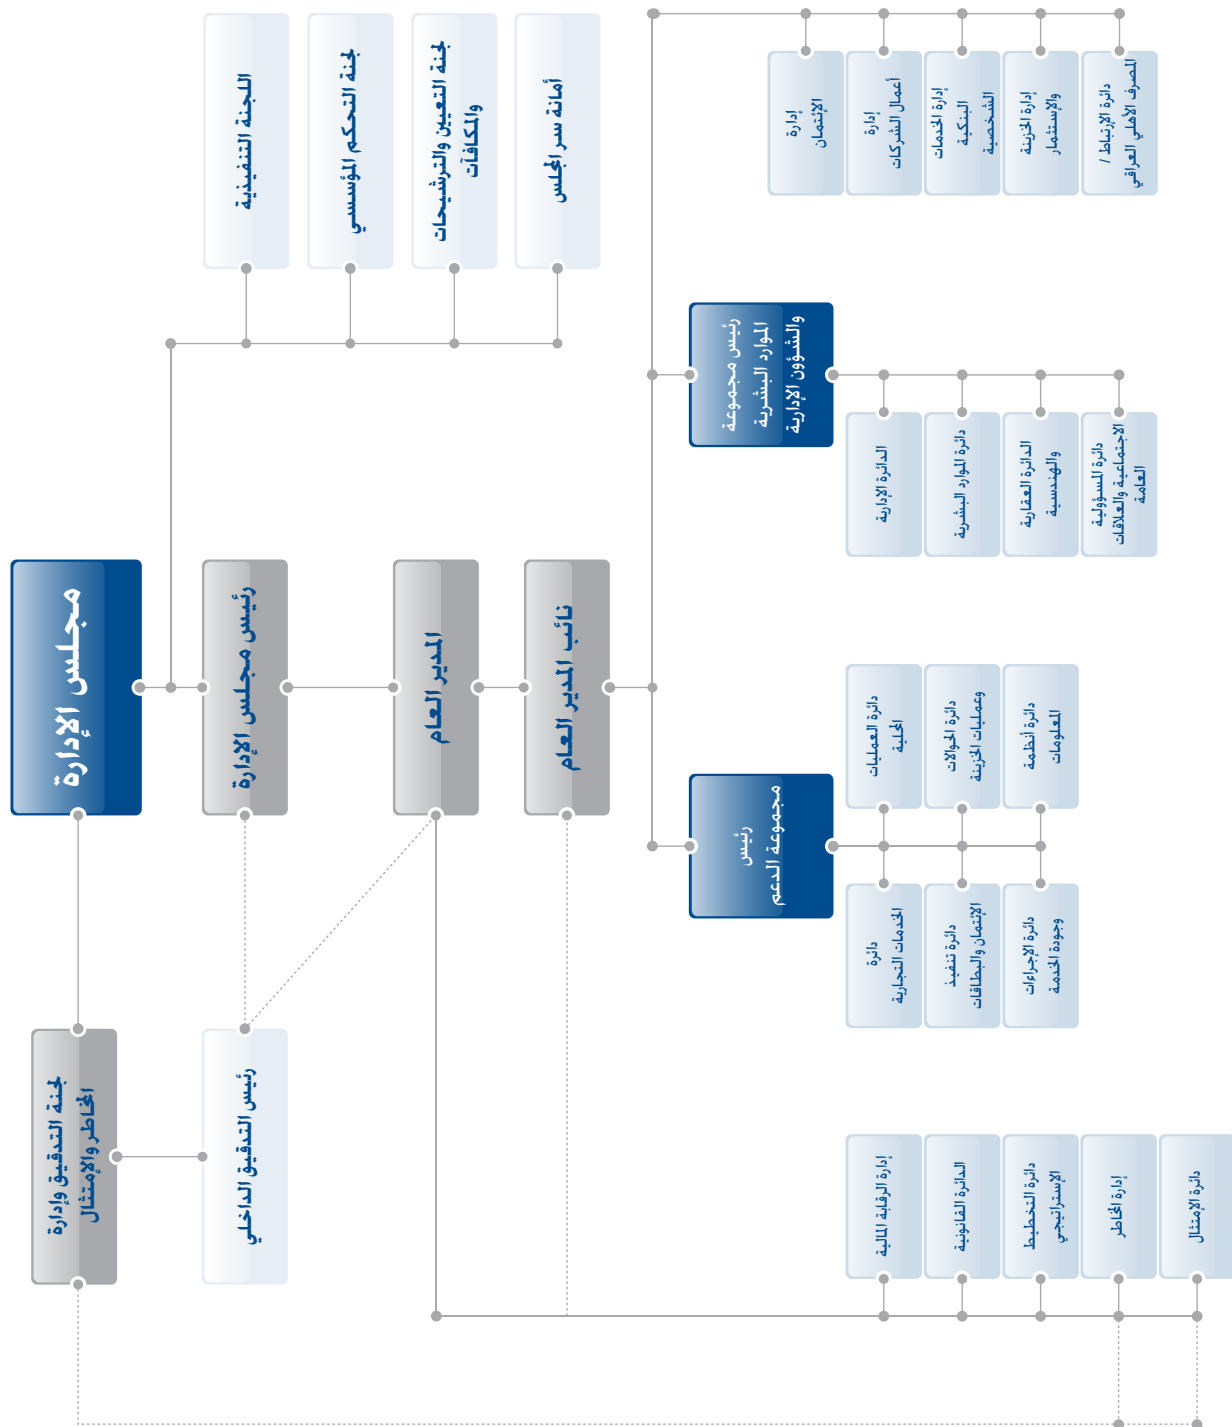 مجلس الإدارة
لجنة التدقيق وإدارة
المخاطر والإمتثال
رئيس التدقيق الداخلي
رئيس مجلس الإدارة
اللجنة التنفيذية
لجنة التحكم المؤسسي
لجنة التعيين والترشيحات
والمكافآت
أمانة سر المجلس
المدير العام
نائب المدير العام
رئيس
مجموعة الدعم
رئيس مجموعة
الموارد البشرية
والشؤون الإدارية
إدارة
الإئتمان
إدارة
أعمال الشركات
إدارة الخدمات
البنكية
الشخصية
إدارة الخزينة
والإستثمار
دائرة الإرتباط /
المصرف الأهلي العراقي
الدائرة الإدارية
دائرة الموارد البشرية
الدائرة العقارية
والهندسية
دائرة المسؤولية
الاجتماعية والعلاقات
العامة
دائرة العمليات
المحلية
دائرة الحوالات
وعمليات الخزينة
دائرة أنظمة
المعلومات
دائرة
الخدمات التجارية
دائرة تنفيذ
الإئتمان والبطاقات
دائرة الإجراءات
وجودة الخدمة
إدارة الرقابة المالية
الدائرة القانونية
دائرة التخطيط
الإستراتيجي
إدارة المخاطر
دائرة الإمتثال